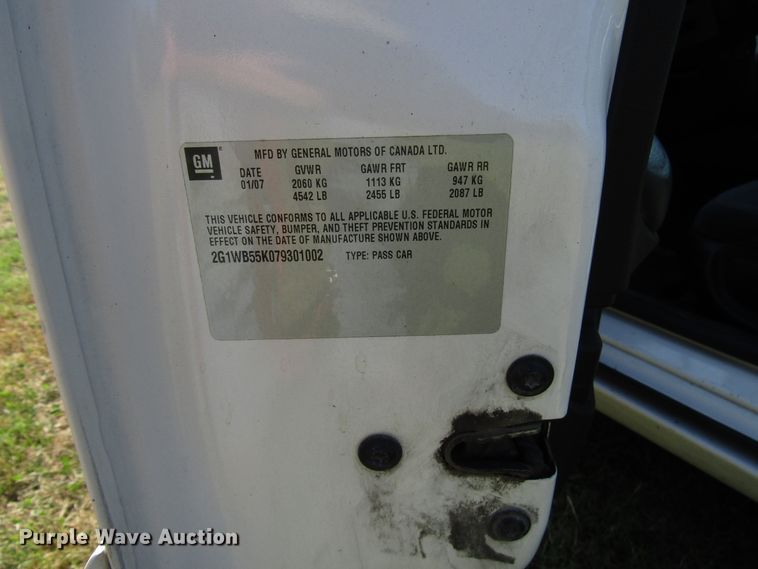 GM
MFD BY GENERAL MOTORS OF CANADA LTD.
DATE GVWR GAWR FRT GAWR RR
01/07 2060 KG 1113 KG 947 KG
4542 LB 2455 LB 2087 LB
THIS VEHICLE CONFORMS TO ALL APPLICABLE U.S. FEDERAL MOTOR
VEHICLE SAFETY, BUMPER, AND THEFT PREVENTION STANDARDS IN
EFFECT ON THE DATE OF MANUFACTURE SHOWN ABOVE.
2G1WB55K079301002 TYPE: PASS CAR
Purple Wave Auction